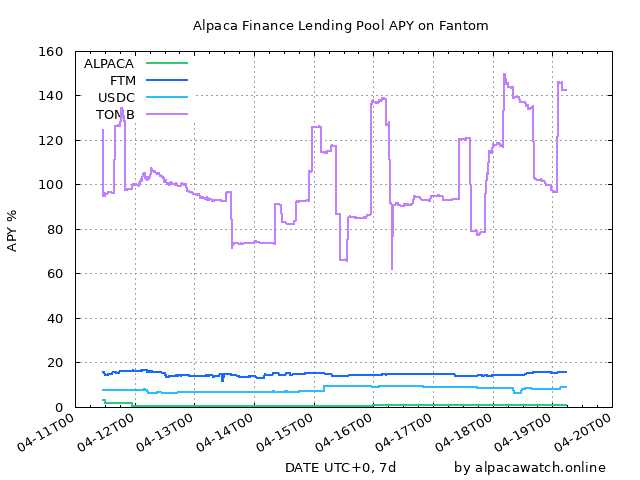 Alpaca Finance Lending Pool APY on Fantom
160
140
120
100
80
60
40
20
0
APY %
ALPACA
FTM
USDC
TOMB
04-11T00
04-12T00
04-13T00
04-14T00
04-15T00
04-16T00
04-17T00
04-18T00
04-19T00
04-20T00
DATE UTC+0, 7d
by alpacawatch.online